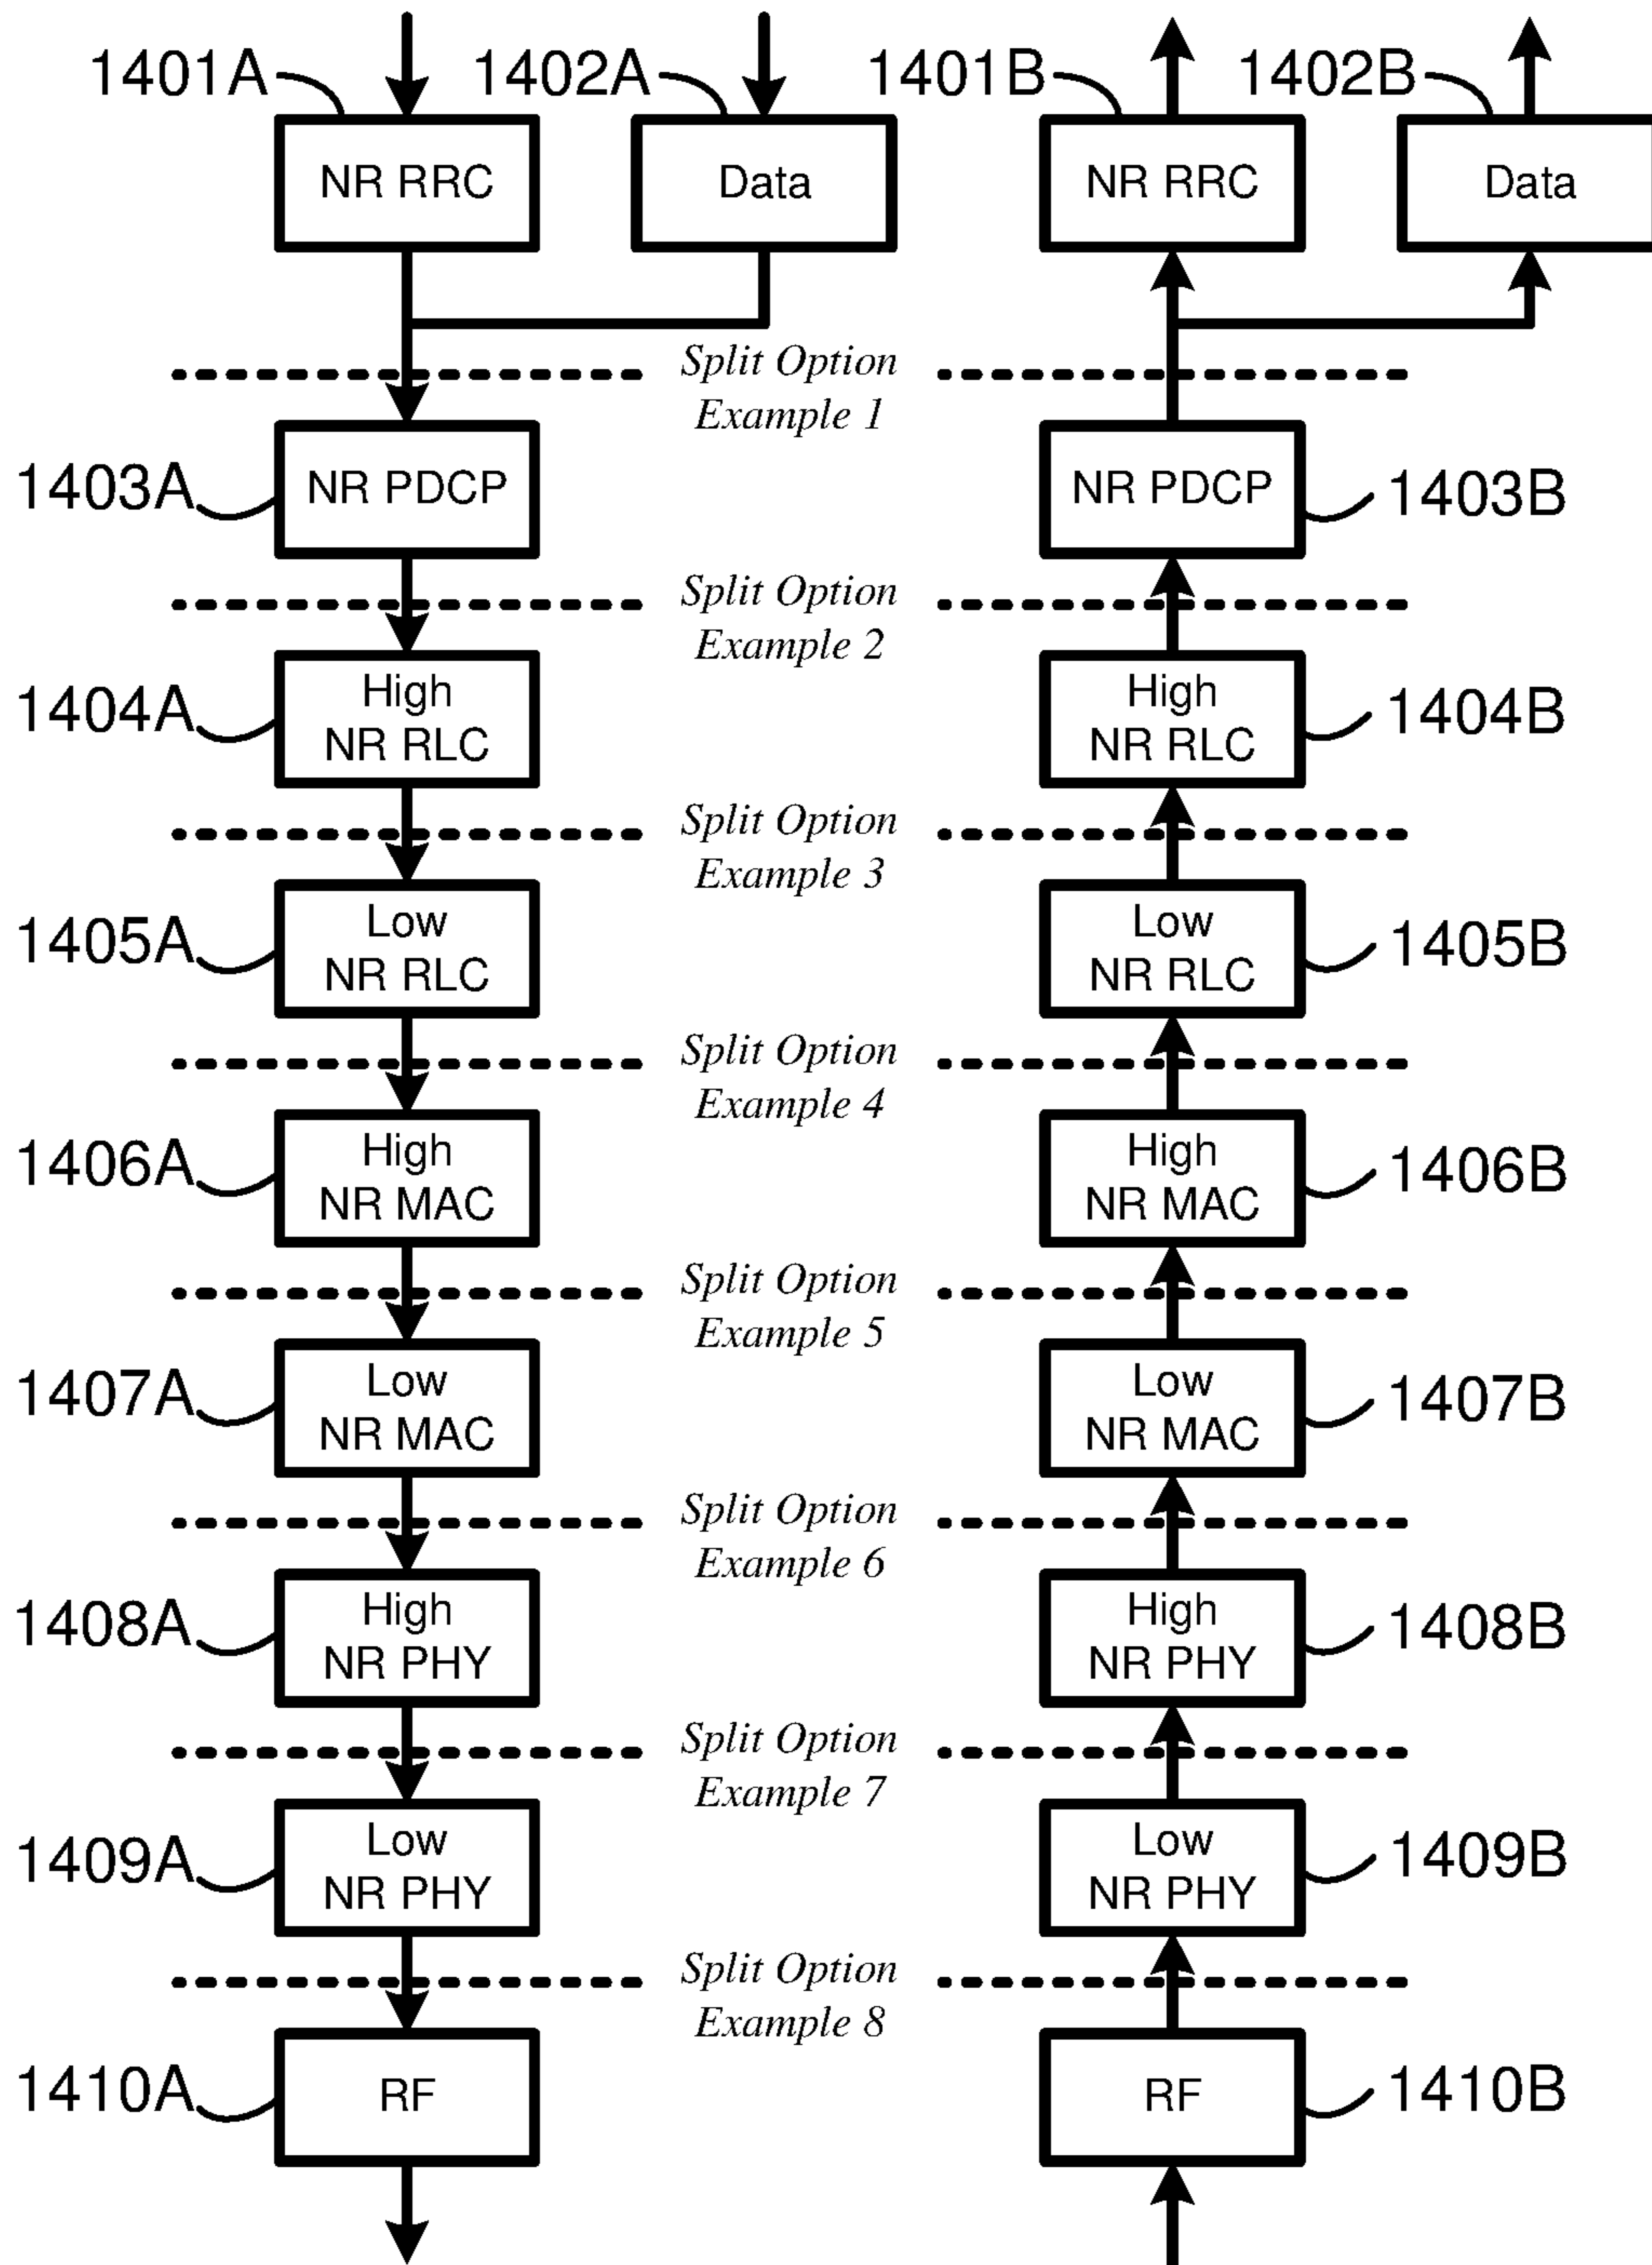 1401A 1402A 1401B 1402B
NR RRC Data NR RRC Data
Split Option
Example 1
1403A NR PDCP NR PDCP 1403B
Split Option
Example 2
1404A High NR RLC High NR RLC 1404B
Split Option
Example 3
1405A Low NR RLC Low NR RLC 1405B
Split Option
Example 4
1406A High NR MAC High NR MAC 1406B
Split Option
Example 5
1407A Low NR MAC Low NR MAC 1407B
Split Option
Example 6
1408A High NR PHY High NR PHY 1408B
Split Option
Example 7
1409A Low NR PHY Low NR PHY 1409B
Split Option
Example 8
1410A RF RF 1410B